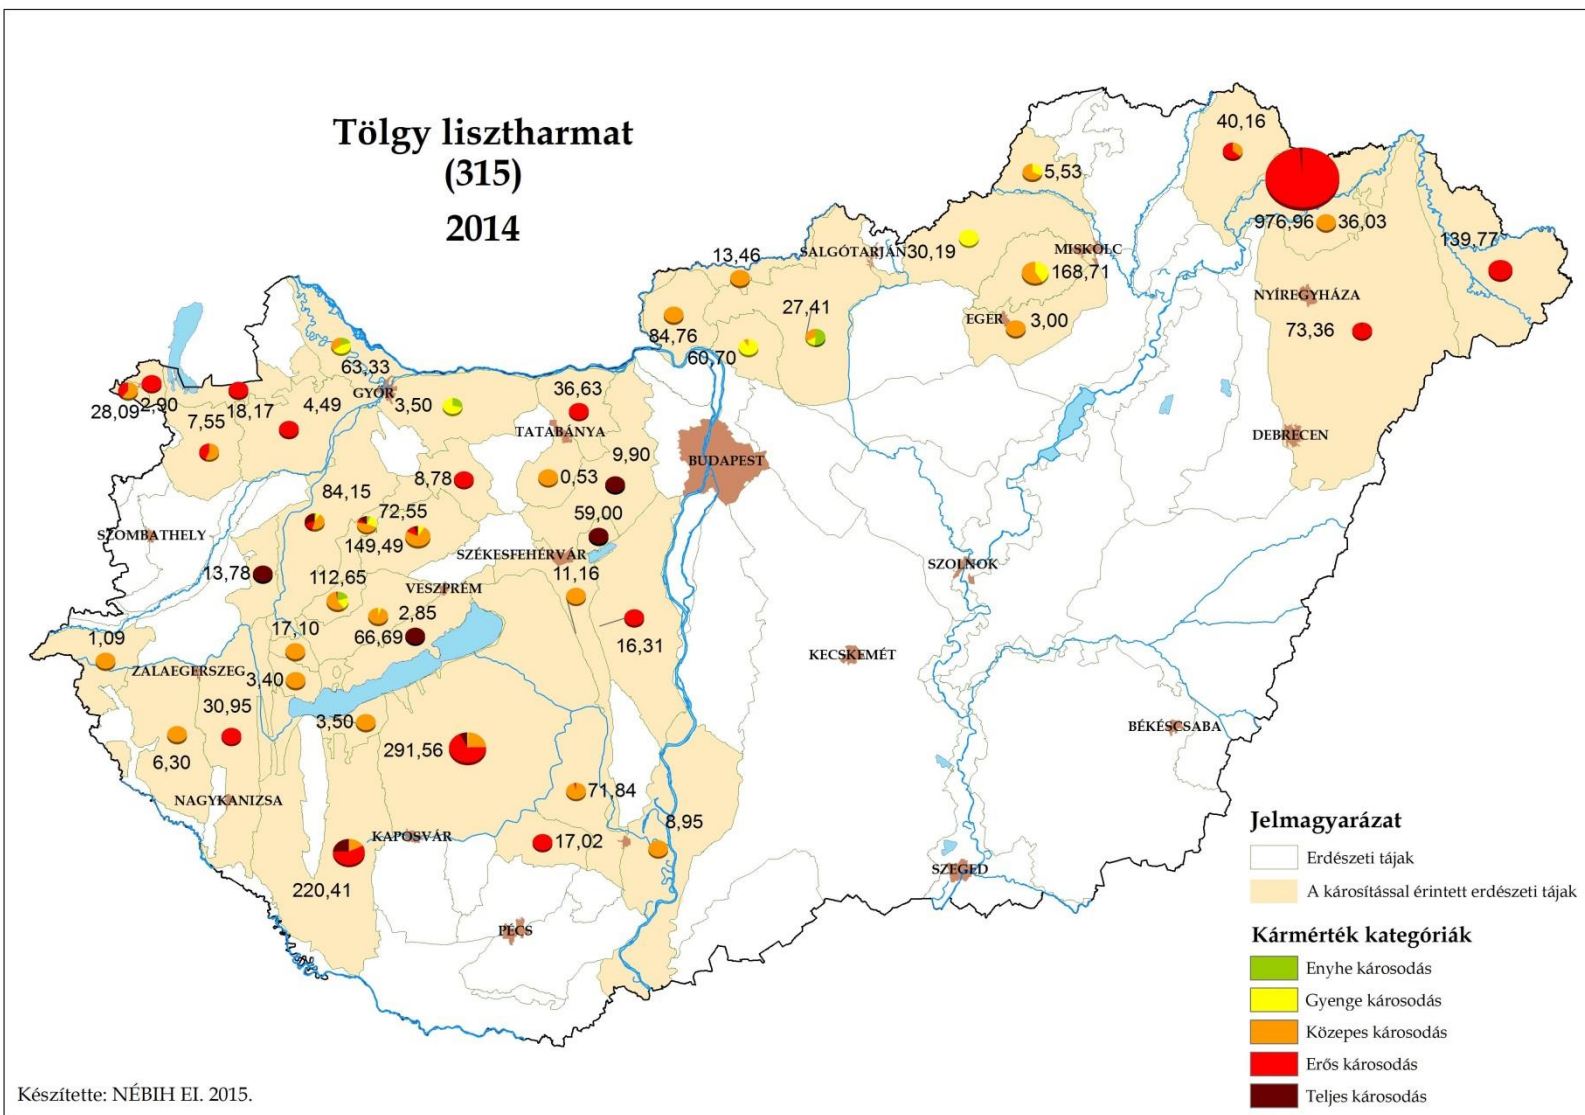 Tölgy lisztharmat
(315)
2014
40,16
5,53
976,96
36,03
139,77
13,46
SALGÓTARJÁN
30,19
MISKOLC
168,71
27,41
NYÍREGYHÁZA
EGER
3,00
73,36
84,76
60,70
63,33
GYŐR
28,09
2,90
18,17
4,49
3,50
36,63
7,55
TATABÁNYA
DEBRECEN
BUDAPEST
9,90
8,78
0,53
84,15
72,55
59,00
SZOMBATHELY
149,49
SZÉKESFEHÉRVÁR
SZOLNOK
13,78
112,65
VESZPRÉM
11,16
2,85
17,10
66,69
16,31
1,09
ZALAEGERSZEG
KECSKEMÉT
3,40
30,95
3,50
BÉKÉSCSABA
291,56
6,30
71,84
NAGYKANIZSA
8,95
KAPOSVÁR
17,02
SZEGED
220,41
PÉCS
Jelmagyarázat
Erdészeti tájak
A károsítással érintett erdészeti tájak
Kármérték kategóriák
Enyhe károsodás
Gyenge károsodás
Közepes károsodás
Erős károsodás
Teljes károsodás
Készítette: NÉBIH EI. 2015.